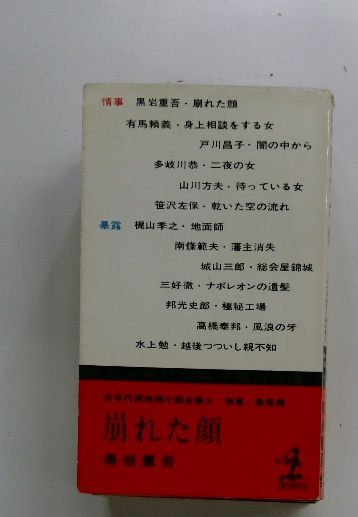 情事 黒岩重吾・崩れた顔
有馬頼義・身上相談をする女
戸川昌子・闇の中から
多岐川恭・二夜の女
山川方夫・待っている女
笹沢左保・乾いた空の流れ
暴露 梶山季之・地面師
南條範夫・藩主消失
城山三郎・総会屋錦城
三好徹・ナポレオンの遺髪
邦光史郎・極秘工場
高橋泰邦・凪浪の牙
水上勉・越後つついし親不知
崩れた顔
黒岩重吾